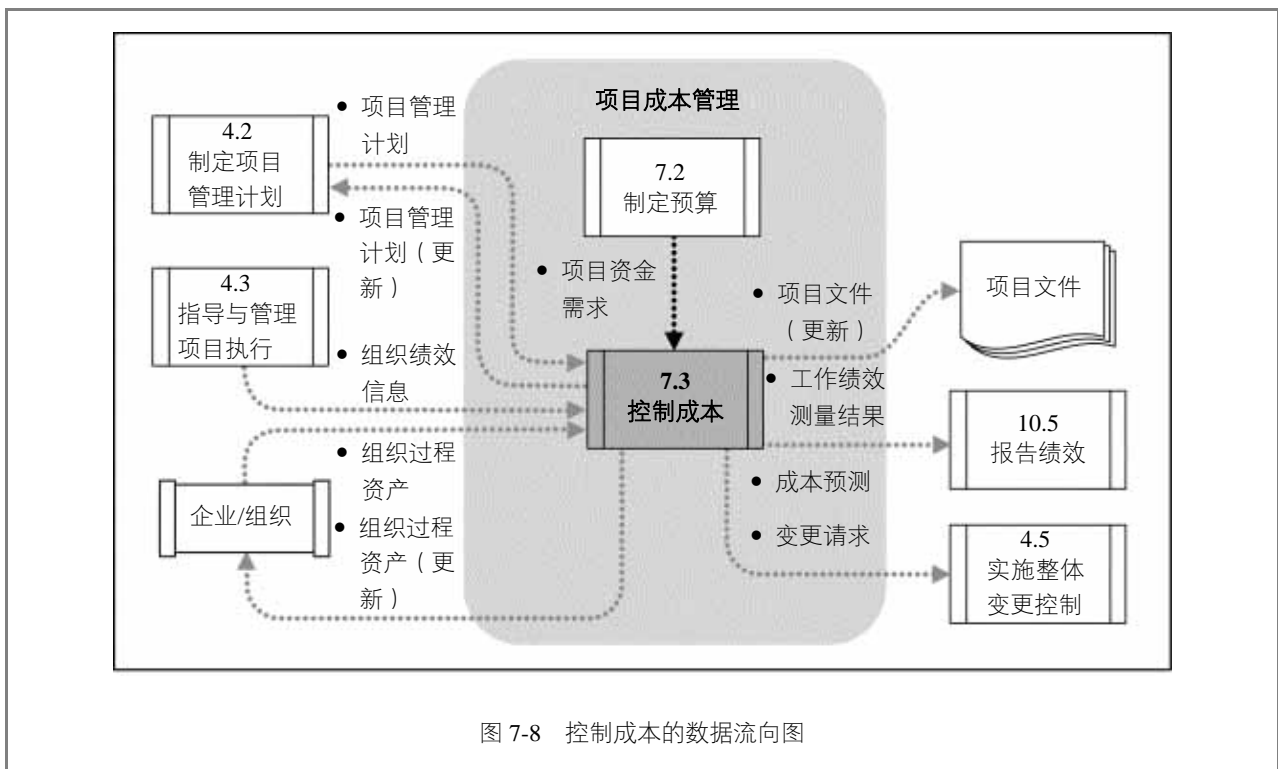 项目成本管理
4.2
制定项目
管理计划
● 项目管理
计划
● 项目管理
计划（更
新）
4.3
指导与管理
项目执行
● 组织绩效
信息
企业/组织
● 组织过程
资产
● 组织过程
资产（更
新）
7.2
制定预算
● 项目资金
需求
7.3
控制成本
● 项目文件
（更新）
● 工作绩效
测量结果
● 成本预测
● 变更请求
项目文件
10.5
报告绩效
4.5
实施整体
变更控制
图 7-8 控制成本的数据流向图